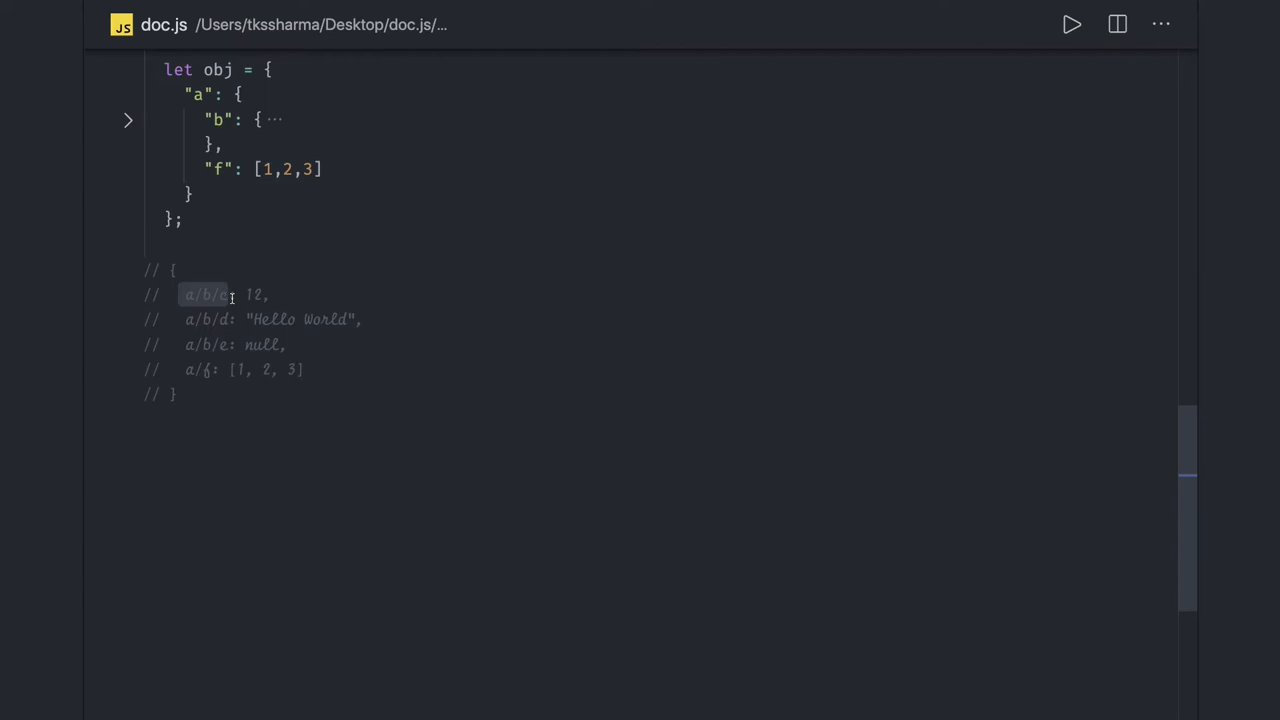 JS doc.js /Users/tkssharma/Desktop/doc.js/...
let obj = {
"a": {
"b": { ...
},
"f": [1,2,3]
}
};
// {
// a/b/c: 12,
// a/b/d: "Hello World",
// a/b/e: null,
// a/f: [1, 2, 3]
// }